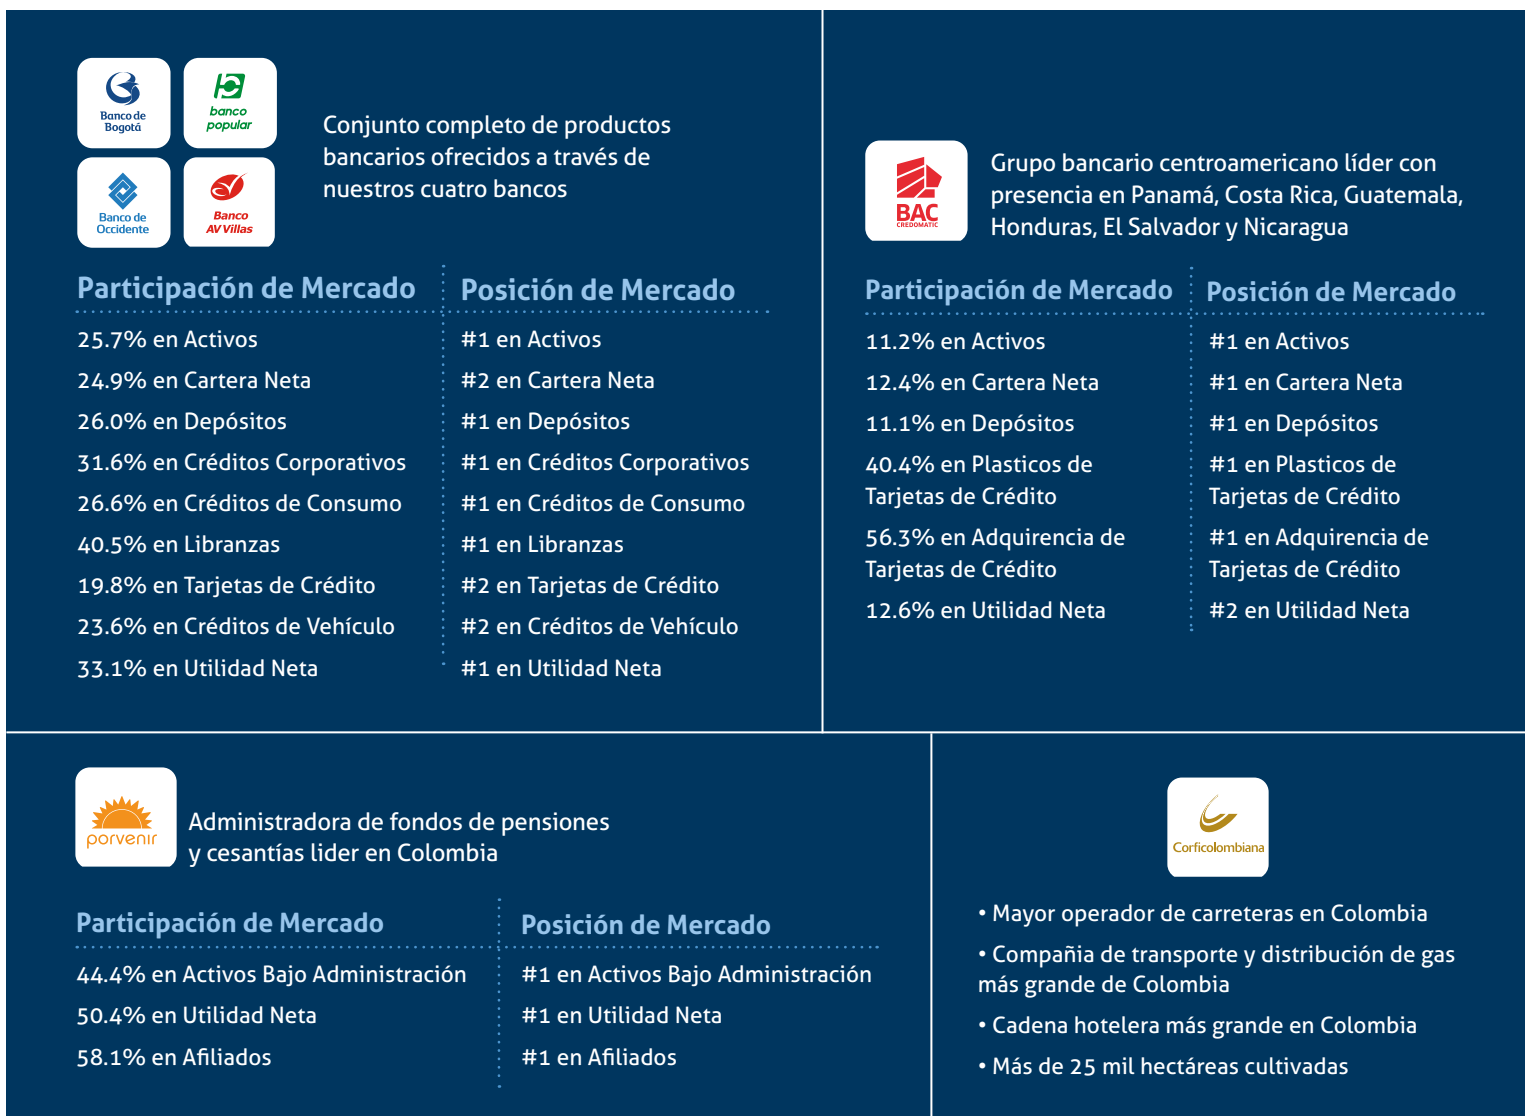 Banco de
Bogotá
banco
popular
Banco de
Occidente
Banco
AV Villas
Conjunto completo de productos
bancarios ofrecidos a través de
nuestros cuatro bancos
Participación de Mercado
Posición de Mercado
25.7% en Activos
#1 en Activos
24.9% en Cartera Neta
#2 en Cartera Neta
26.0% en Depósitos
#1 en Depósitos
31.6% en Créditos Corporativos
#1 en Créditos Corporativos
26.6% en Créditos de Consumo
#1 en Créditos de Consumo
40.5% en Libranzas
#1 en Libranzas
19.8% en Tarjetas de Crédito
#2 en Tarjetas de Crédito
23.6% en Créditos de Vehículo
#2 en Créditos de Vehículo
33.1% en Utilidad Neta
#1 en Utilidad Neta
BAC
CREDOMATIC
Grupo bancario centroamericano líder con
presencia en Panamá, Costa Rica, Guatemala,
Honduras, El Salvador y Nicaragua
Participación de Mercado
Posición de Mercado
11.2% en Activos
#1 en Activos
12.4% en Cartera Neta
#1 en Cartera Neta
11.1% en Depósitos
#1 en Depósitos
40.4% en Plasticos de
Tarjetas de Crédito
#1 en Plasticos de
Tarjetas de Crédito
56.3% en Adquirencia de
Tarjetas de Crédito
#1 en Adquirencia de
Tarjetas de Crédito
12.6% en Utilidad Neta
#2 en Utilidad Neta
porvenir
Administradora de fondos de pensiones
y cesantías lider en Colombia
Participación de Mercado
Posición de Mercado
44.4% en Activos Bajo Administración
#1 en Activos Bajo Administración
50.4% en Utilidad Neta
#1 en Utilidad Neta
58.1% en Afiliados
#1 en Afiliados
Corficolombiana
• Mayor operador de carreteras en Colombia
• Compañia de transporte y distribución de gas
más grande de Colombia
• Cadena hotelera más grande en Colombia
• Más de 25 mil hectáreas cultivadas